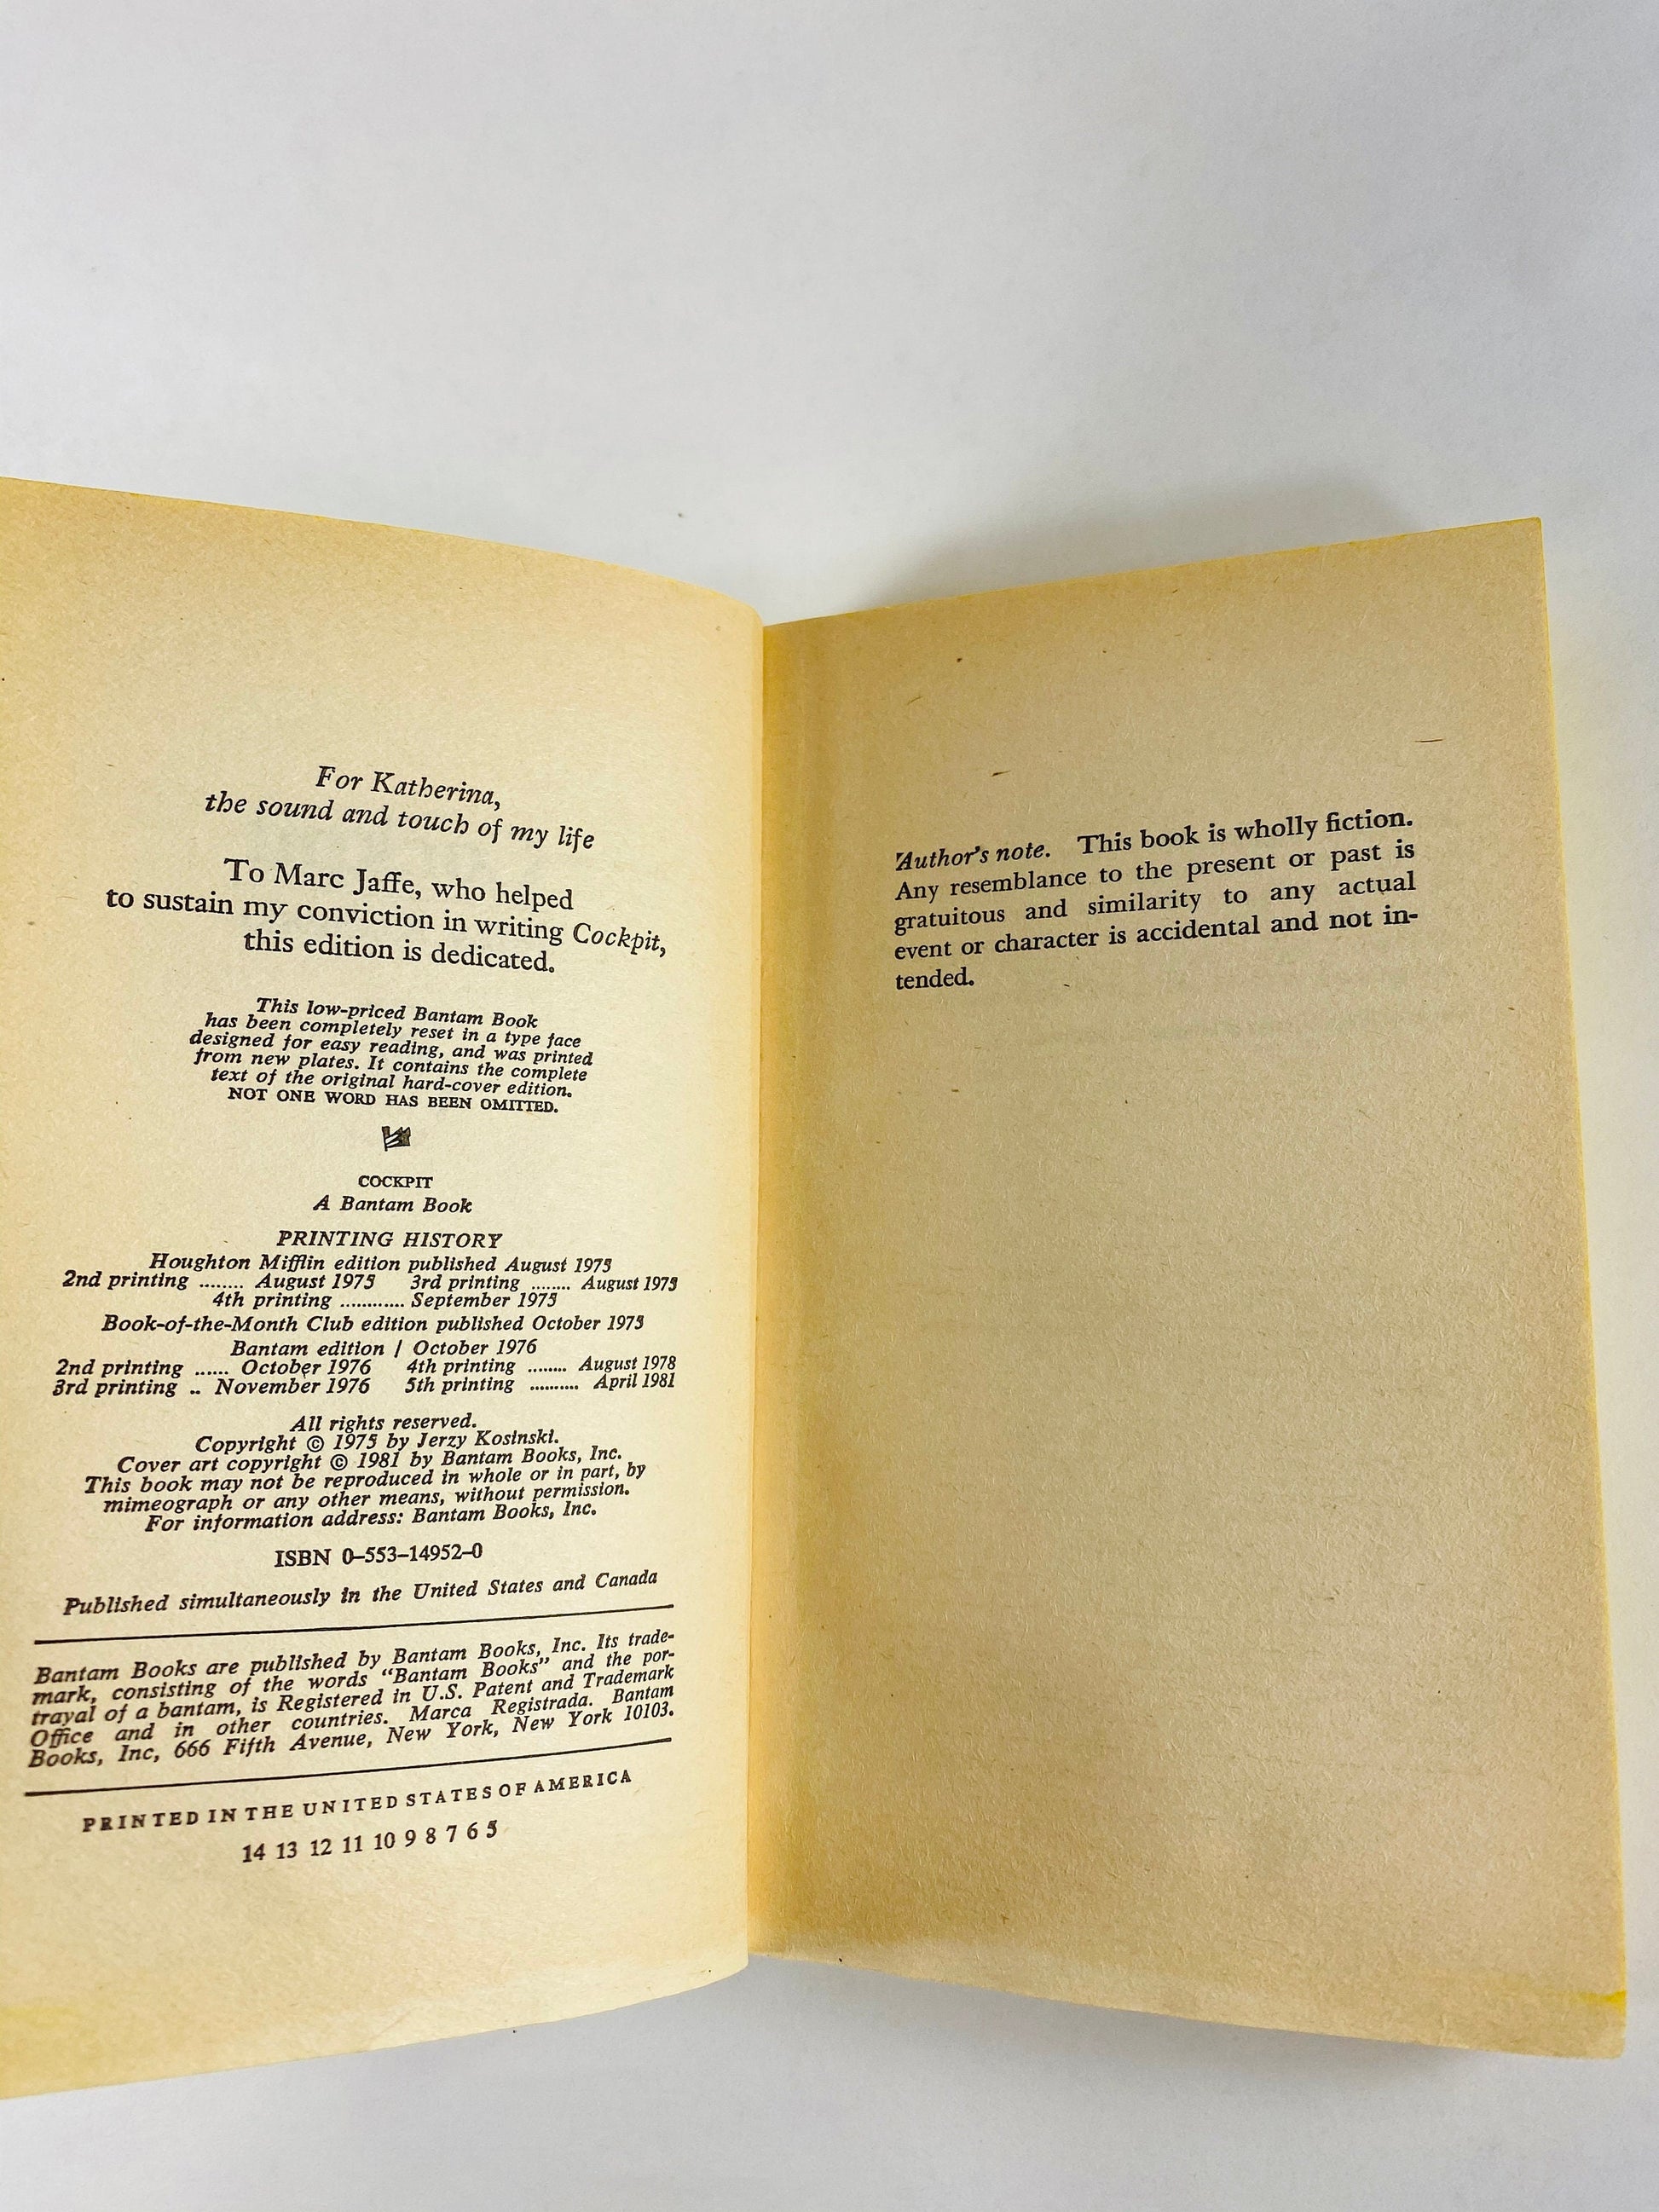 For Katherina,
the sound and touch of my life
To Marc Jaffe, who helped
to sustain my conviction in writing Cockpit,
this edition is dedicated.
This low-priced Bantam Book
has been completely reset in a type face
designed for easy reading, and was printed
from new plates. It contains the complete
text of the original hard-cover edition.
NOT ONE WORD HAS BEEN OMITTED.
COCKPIT
A Bantam Book
PRINTING HISTORY
Houghton Mifflin edition published August 1975
2nd printing ........ August 1975 3rd printing ........ August 1975
4th printing ............ September 1975
Book-of-the-Month Club edition published October 1975
Bantam edition / October 1976
2nd printing ...... October 1976 4th printing ........ August 1978
3rd printing .. November 1976 5th printing .......... April 1981
All rights reserved.
Copyright © 1975 by Jerzy Kosinski.
Cover art copyright © 1981 by Bantam Books, Inc.
This book may not be reproduced in whole or in part, by
mimeograph or any other means, without permission.
For information address: Bantam Books, Inc.
ISBN 0-553-14952-0
Published simultaneously in the United States and Canada
Bantam Books are published by Bantam Books, Inc. Its trade-
mark, consisting of the words "Bantam Books" and the por-
trayal of a bantam, is Registered in U.S. Patent and Trademark
Office and in other countries. Marca Registrada. Bantam
Books, Inc, 666 Fifth Avenue, New York, New York 10103.
PRINTED IN THE UNITED STATES OF AMERICA
14 13 12 11 10 9 8 7 6 5
Author's note. This book is wholly fiction.
Any resemblance to the present or past is
gratuitous and similarity to any actual
event or character is accidental and not in-
tended.